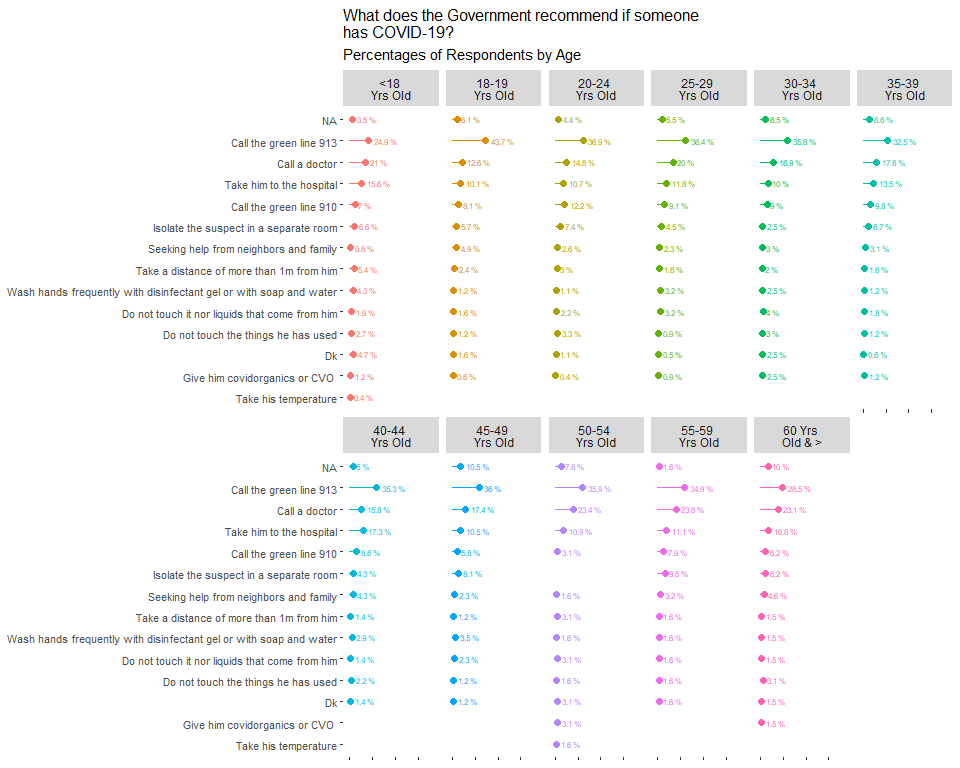 What does the Government recommend if someone
has COVID-19?
Percentages of Respondents by Age
<18 18-19 20-24 25-29 30-34 35-39
Yrs Old Yrs Old Yrs Old Yrs Old Yrs Old Yrs Old
NA 3.5 % 6.1 % 4.4 % 5.5 % 6.5 % 8.6 %
Call the green line 913 24.9 % 43.7 % 36.9 % 36.4 % 35.8 % 32.5 %
Call a doctor 21 % 12.6 % 14.8 % 20 % 16.9 % 17.8 %
Take him to the hospital 15.6 % 10.1 % 10.7 % 11.8 % 10 % 13.5 %
Call the green line 910 7 % 8.1 % 12.2 % 9.1 % 9 % 9.8 %
Isolate the suspect in a separate room 6.6 % 5.7 % 7.4 % 4.5 % 2.5 % 6.7 %
Seeking help from neighbors and family 0.8 % 4.9 % 2.6 % 2.3 % 3 % 3.1 %
Take a distance of more than 1m from him 5.4 % 2.4 % 3 % 1.8 % 2 % 1.8 %
Wash hands frequently with disinfectant gel or with soap and water 4.3 % 1.2 % 1.1 % 3.2 % 2.5 % 1.2 %
Do not touch it nor liquids that come from him 1.9 % 1.6 % 2.2 % 3.2 % 4 % 1.8 %
Do not touch the things he has used 2.7 % 1.2 % 3.3 % 0.9 % 3 % 1.2 %
Dk 4.7 % 1.6 % 1.1 % 0.5 % 2.5 % 0.6 %
Give him covidorganics or CVO 1.2 % 0.8 % 0.4 % 0.9 % 2.5 % 1.2 %
Take his temperature 0.4 %
40-44 45-49 50-54 55-59 60 Yrs
Yrs Old Yrs Old Yrs Old Yrs Old Old & >
NA 5 % 10.5 % 7.8 % 1.6 % 10 %
Call the green line 913 35.3 % 36 % 35.9 % 34.9 % 28.5 %
Call a doctor 15.8 % 17.4 % 23.4 % 23.8 % 23.1 %
Take him to the hospital 17.3 % 10.5 % 10.9 % 11.1 % 10.8 %
Call the green line 910 8.6 % 5.8 % 3.1 % 7.9 % 6.2 %
Isolate the suspect in a separate room 4.3 % 8.1 % 9.5 % 6.2 %
Seeking help from neighbors and family 4.3 % 2.3 % 1.6 % 3.2 % 4.6 %
Take a distance of more than 1m from him 1.4 % 1.2 % 3.1 % 1.6 % 1.5 %
Wash hands frequently with disinfectant gel or with soap and water 2.9 % 3.5 % 1.6 % 1.6 % 1.5 %
Do not touch it nor liquids that come from him 1.4 % 2.3 % 3.1 % 1.6 % 1.5 %
Do not touch the things he has used 2.2 % 1.2 % 1.6 % 1.6 % 3.1 %
Dk 1.4 % 1.2 % 3.1 % 1.6 % 1.5 %
Give him covidorganics or CVO 3.1 % 1.5 %
Take his temperature 1.6 %